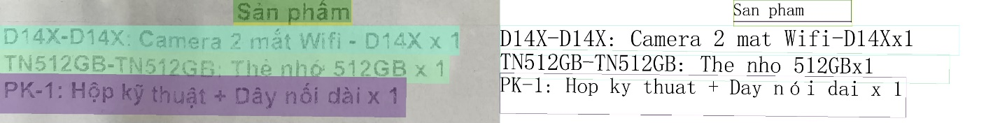 Sản phẩm San pham
D14X-D14X: Camera 2 mắt Wifi - D14X x 1 D14X-D14X: Camera 2 mat Wifi-D14Xx1
TN512GB-TN512GB: Thẻ nhớ 512GB x 1 TN512GB-TN512GB: The nho 512GBx1
PK-1: Hộp kỹ thuật + Dây nối dài x 1 PK-1: Hop ky thuat + Day nói dai x 1